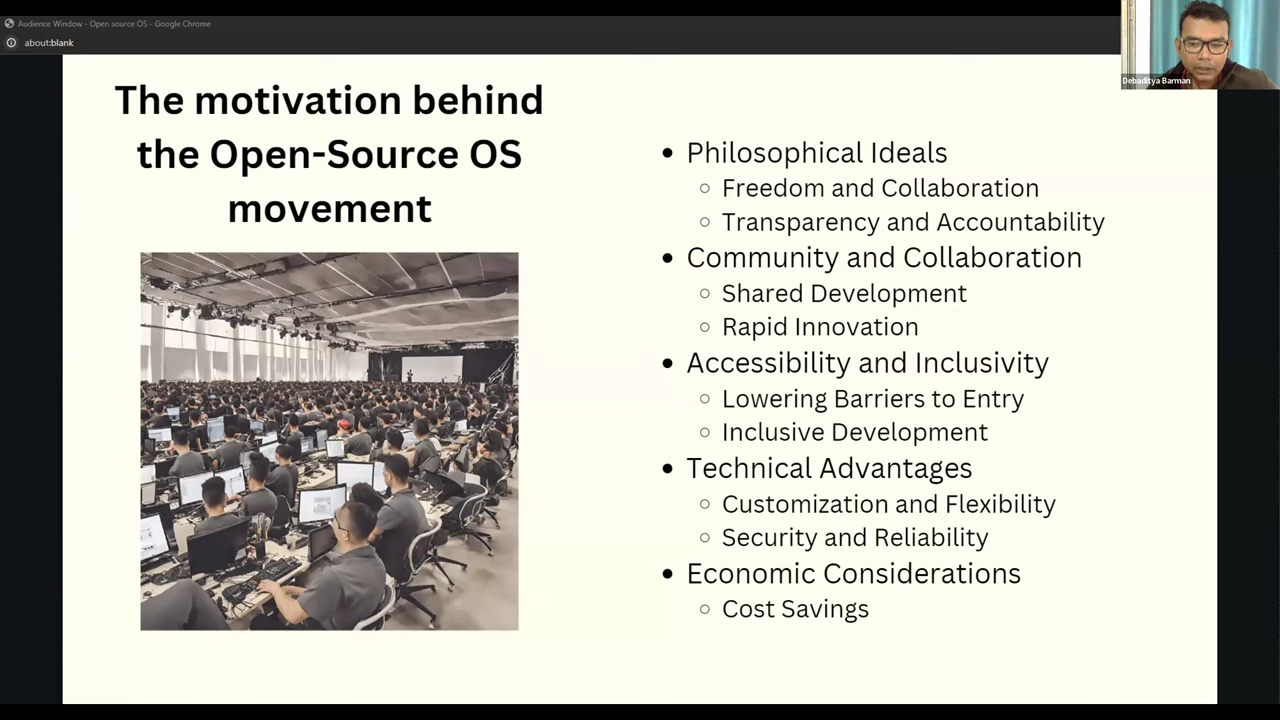 Audience Window - Open source OS - Google Chrome
about:blank
Debaditya Barman
The motivation behind
the Open-Source OS
movement
• Philosophical Ideals
○ Freedom and Collaboration
○ Transparency and Accountability
• Community and Collaboration
○ Shared Development
○ Rapid Innovation
• Accessibility and Inclusivity
○ Lowering Barriers to Entry
○ Inclusive Development
• Technical Advantages
○ Customization and Flexibility
○ Security and Reliability
• Economic Considerations
○ Cost Savings